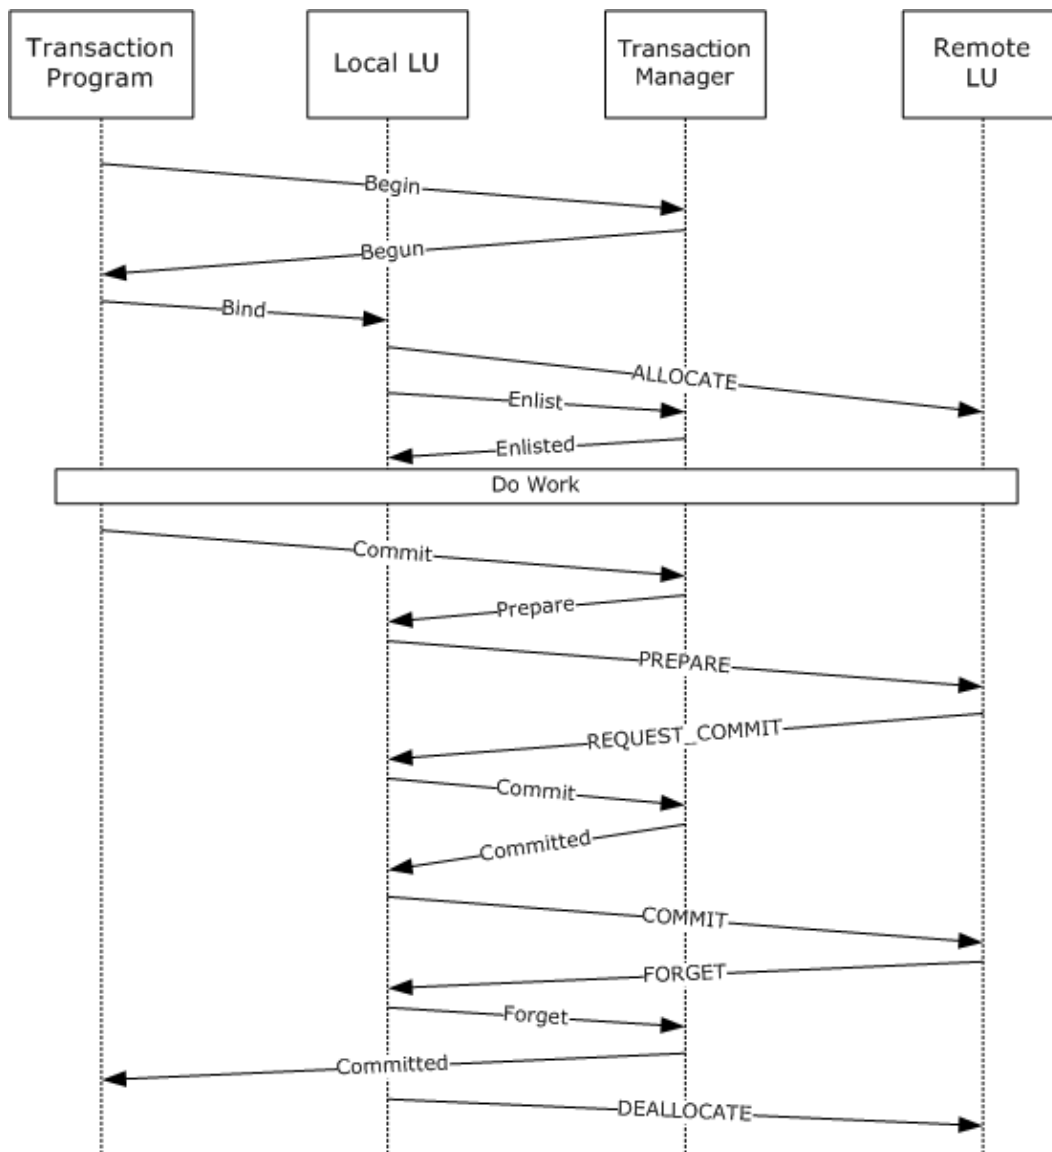 Transaction
Program
Local LU
Transaction
Manager
Remote
LU
Begin
Begun
Bind
ALLOCATE
Enlist
Enlisted
Do Work
Commit
Prepare
PREPARE
REQUEST_COMMIT
Commit
Committed
COMMIT
FORGET
Forget
Committed
DEALLOCATE